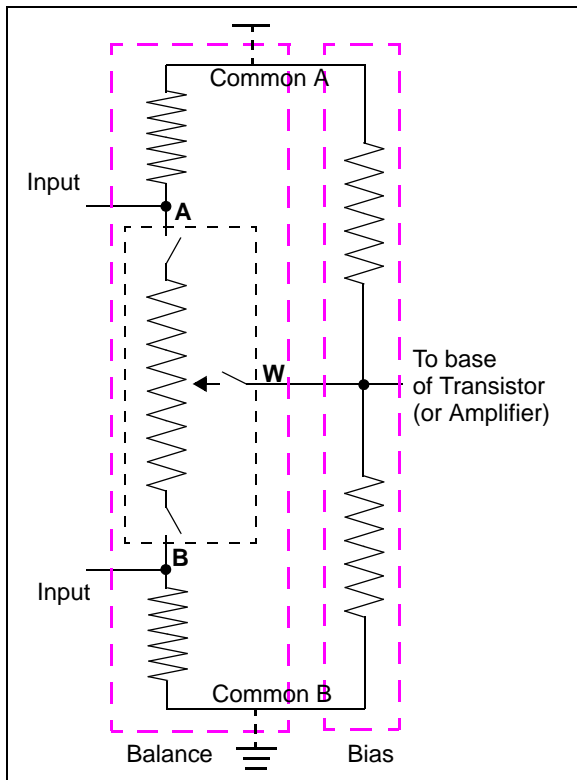 Common A
Input
A
W
To base
of Transistor
(or Amplifier)
B
Input
Common B
Balance
Bias